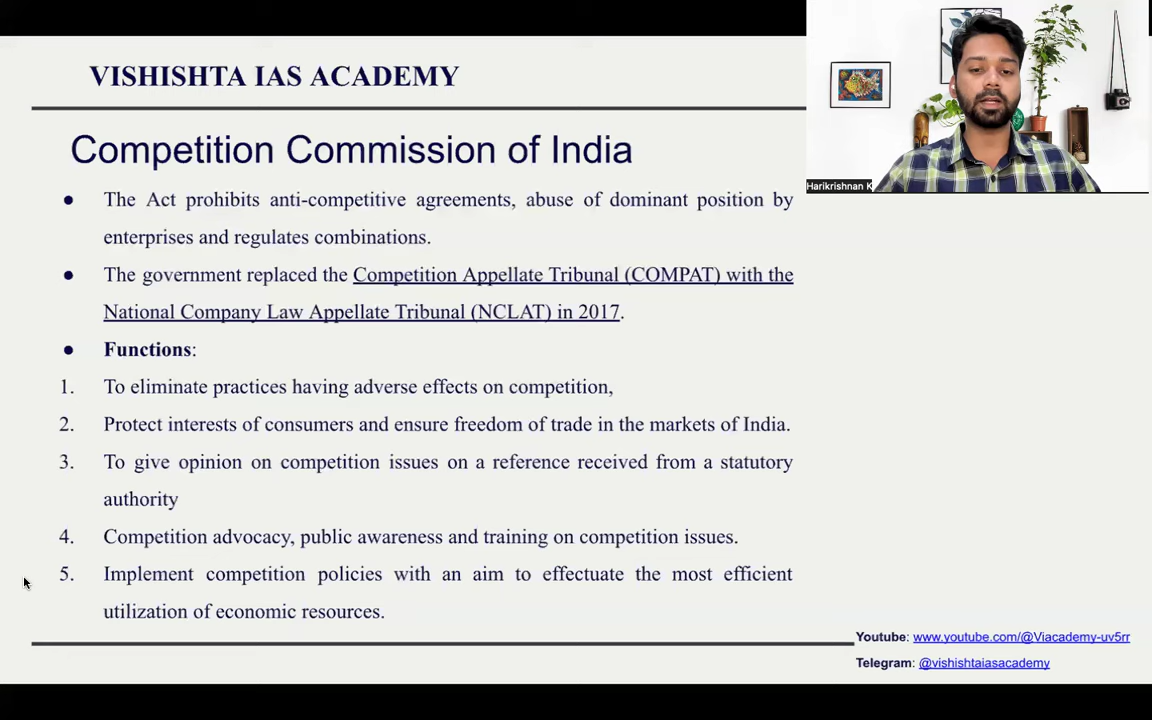 VISHISHTA IAS ACADEMY
Competition Commission of India
● The Act prohibits anti-competitive agreements, abuse of dominant position by
enterprises and regulates combinations.
● The government replaced the Competition Appellate Tribunal (COMPAT) with the
National Company Law Appellate Tribunal (NCLAT) in 2017.
● Functions:
1. To eliminate practices having adverse effects on competition,
2. Protect interests of consumers and ensure freedom of trade in the markets of India.
3. To give opinion on competition issues on a reference received from a statutory
authority
4. Competition advocacy, public awareness and training on competition issues.
5. Implement competition policies with an aim to effectuate the most efficient
utilization of economic resources.
Harikrishnan K
Youtube: www.youtube.com/@Viacademy-uv5rr
Telegram: @vishishtaiasacademy